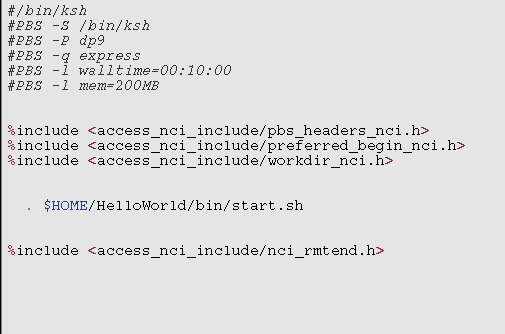 #/bin/ksh
#PBS -S /bin/ksh
#PBS -P dp9
#PBS -q express
#PBS -l walltime=00:10:00
#PBS -l mem=200MB
%include <access_nci_include/pbs_headers_nci.h>
%include <access_nci_include/preferred_begin_nci.h>
%include <access_nci_include/workdir_nci.h>
. $HOME/HelloWorld/bin/start.sh
%include <access_nci_include/nci_rmtend.h>